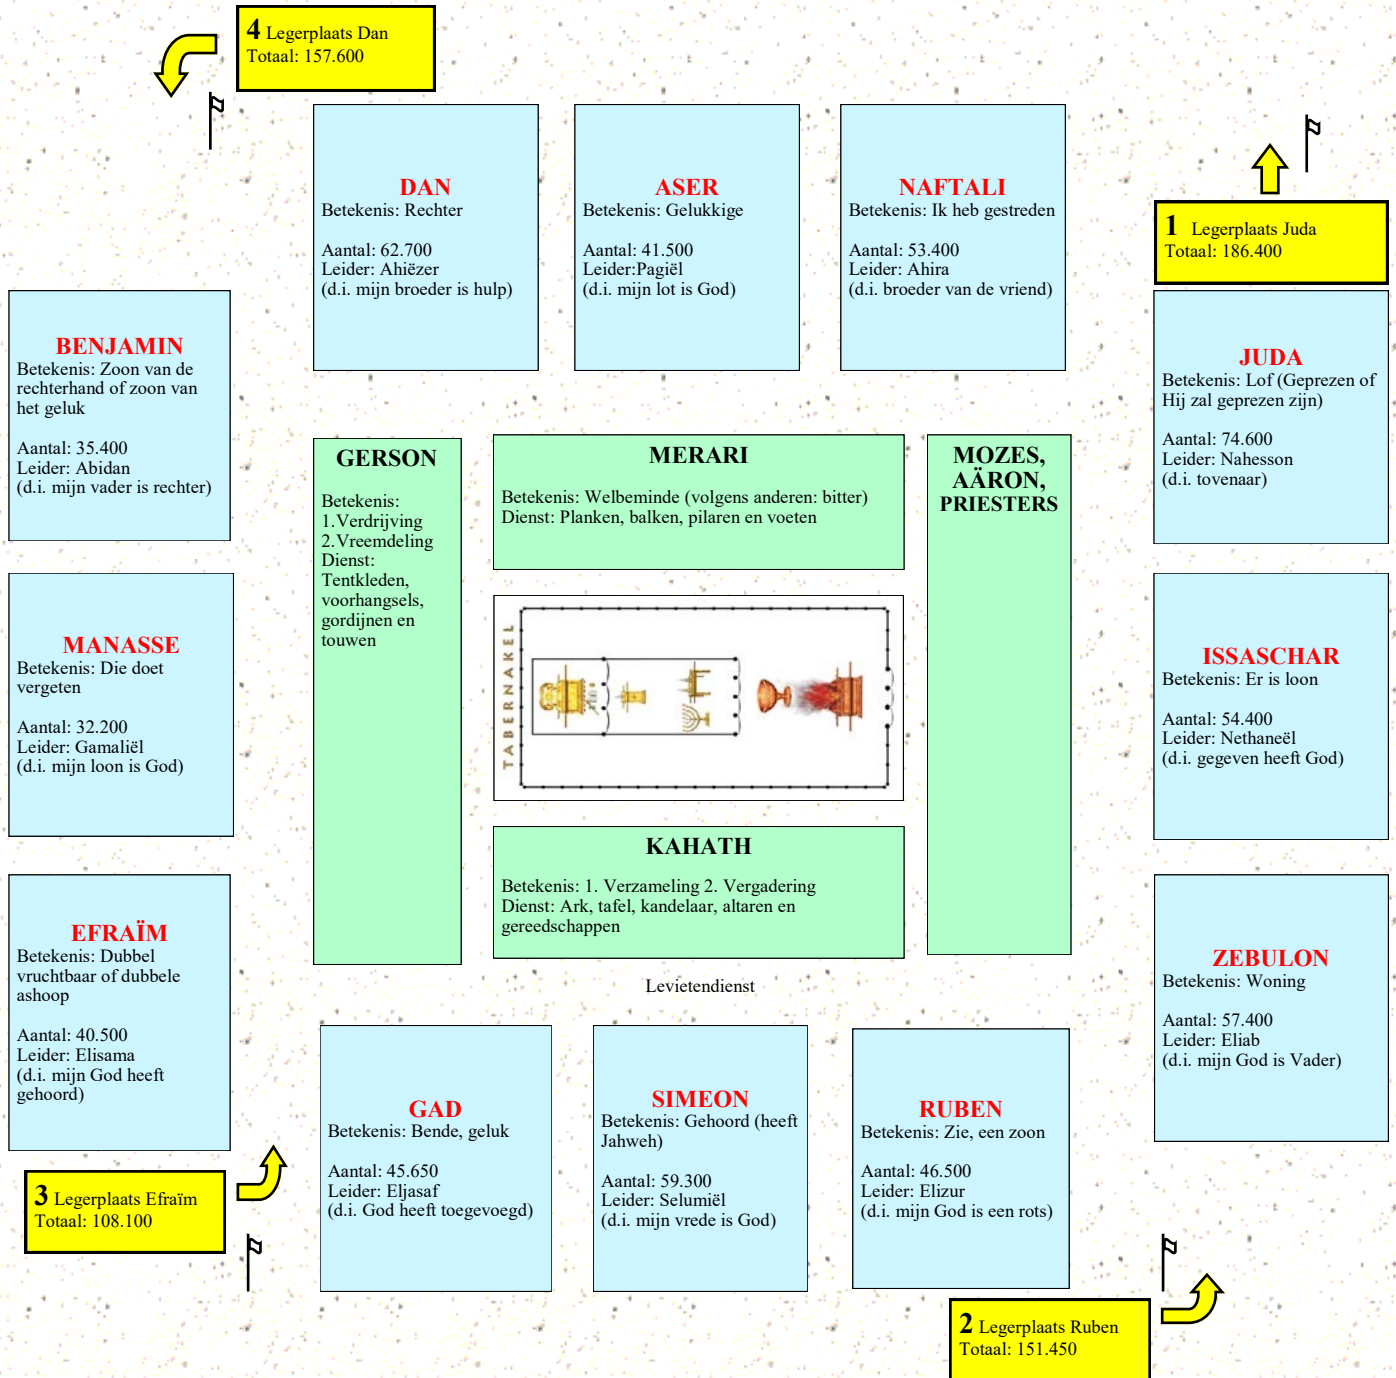 4 Legerplaats Dan
Totaal: 157.600
DAN
Betekenis: Rechter
Aantal: 62.700
Leider: Ahiëzer
(d.i. mijn broeder is hulp)
ASER
Betekenis: Gelukkige
Aantal: 41.500
Leider:Pagiël
(d.i. mijn lot is God)
NAFTALI
Betekenis: Ik heb gestreden
Aantal: 53.400
Leider: Ahira
(d.i. broeder van de vriend)
1 Legerplaats Juda
Totaal: 186.400
BENJAMIN
Betekenis: Zoon van de
rechterhand of zoon van
het geluk
Aantal: 35.400
Leider: Abidan
(d.i. mijn vader is rechter)
JUDA
Betekenis: Lof (Geprezen of
Hij zal geprezen zijn)
Aantal: 74.600
Leider: Nahesson
(d.i. tovenaar)
GERSON
Betekenis:
1.Verdrijving
2.Vreemdeling
Dienst:
Tentkleden,
voorhangsels,
gordijnen en
touwen
MERARI
Betekenis: Welbeminde (volgens anderen: bitter)
Dienst: Planken, balken, pilaren en voeten
MOZES,
AÄRON,
PRIESTERS
MANASSE
Betekenis: Die doet
vergeten
Aantal: 32.200
Leider: Gamaliël
(d.i. mijn loon is God)
TABERNAKEL
ISSASCHAR
Betekenis: Er is loon
Aantal: 54.400
Leider: Nethaneël
(d.i. gegeven heeft God)
KAHATH
Betekenis: 1. Verzameling 2. Vergadering
Dienst: Ark, tafel, kandelaar, altaren en
gereedschappen
Levietendienst
EFRAÏM
Betekenis: Dubbel
vruchtbaar of dubbele
ashoop
Aantal: 40.500
Leider: Elisama
(d.i. mijn God heeft
gehoord)
ZEBULON
Betekenis: Woning
Aantal: 57.400
Leider: Eliab
(d.i. mijn God is Vader)
GAD
Betekenis: Bende, geluk
Aantal: 45.650
Leider: Eljasaf
(d.i. God heeft toegevoegd)
SIMEON
Betekenis: Gehoord (heeft
Jahweh)
Aantal: 59.300
Leider: Selumiël
(d.i. mijn vrede is God)
RUBEN
Betekenis: Zie, een zoon
Aantal: 46.500
Leider: Elizur
(d.i. mijn God is een rots)
3 Legerplaats Efraïm
Totaal: 108.100
2 Legerplaats Ruben
Totaal: 151.450